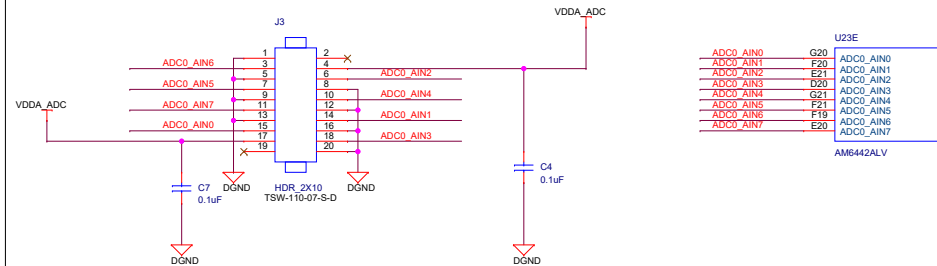 VDDA_ADC
J3
U23E
1 2
ADC0_AIN6 3 4
5 6 ADC0_AIN2
ADC0_AIN5 7 8
9 10 ADC0_AIN4
ADC0_AIN7 11 12
13 14 ADC0_AIN1
ADC0_AIN0 15 16
17 18 ADC0_AIN3
19 20
VDDA_ADC
ADC0_AIN0 G20 ADC0_AIN0
ADC0_AIN1 F20 ADC0_AIN1
ADC0_AIN2 E21 ADC0_AIN2
ADC0_AIN3 D20 ADC0_AIN3
ADC0_AIN4 G21 ADC0_AIN4
ADC0_AIN5 F21 ADC0_AIN5
ADC0_AIN6 F19 ADC0_AIN6
ADC0_AIN7 E20 ADC0_AIN7
AM6442ALV
C4
0.1uF
C7
0.1uF
DGND
HDR_2X10
TSW-110-07-S-D
DGND
DGND
DGND